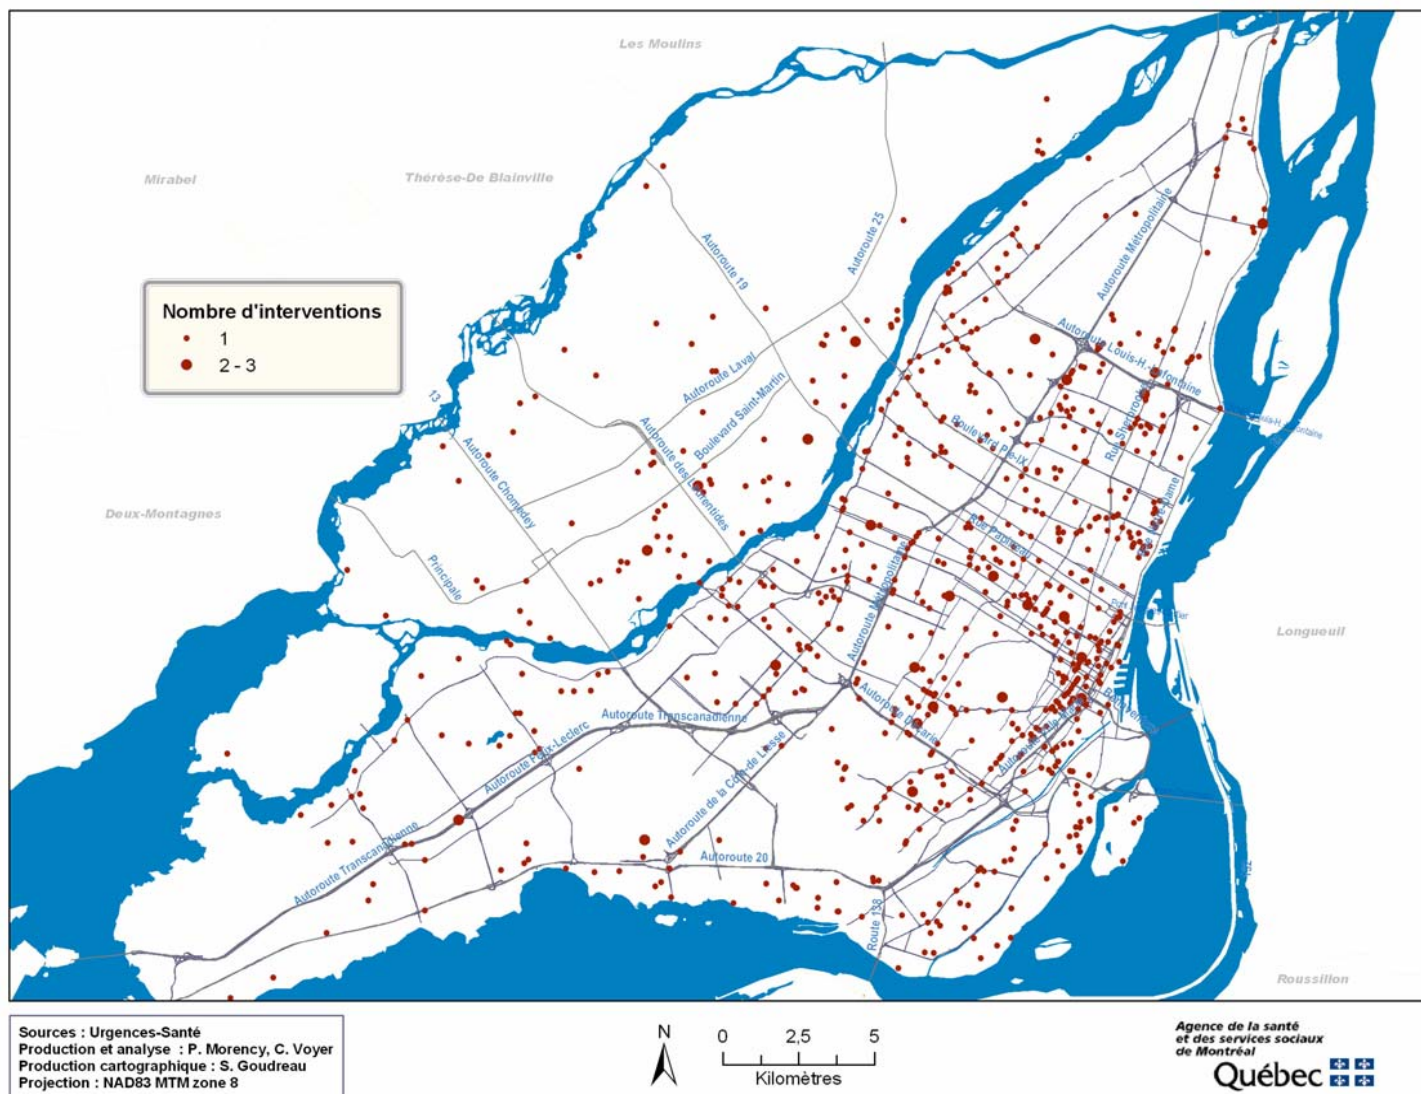 Les Moulins
Mirabel
Thérèse-De Blainville
Autoroute 25
Autoroute 19
Autoroute Métropolitaine
Nombre d'interventions
1
2 - 3
Autoroute Louis-H.-Lafontaine
Autoroute Laval
Boulevard Saint-Martin
13
Rue Sherbrooke
Boulevard Pie-IX
Autoroute Chomedey
Autoroute des Laurentides
Deux-Montagnes
Rue Notre-Dame
Rue Papineau
Principale
Autoroute Métropolitaine
Longueuil
Autoroute Décarie
Autoroute Transcanadienne
Autoroute Félix-Leclerc
Autoroute de la Côte-de-Liesse
Autoroute Transcanadienne
Autoroute 20
132
Route 138
Roussillon
Sources : Urgences-Santé
Production et analyse : P. Morency, C. Voyer
Production cartographique : S. Goudreau
Projection : NAD83 MTM zone 8
N
0 2,5 5
Kilomètres
Agence de la santé
et des services sociaux
de Montréal
Québec